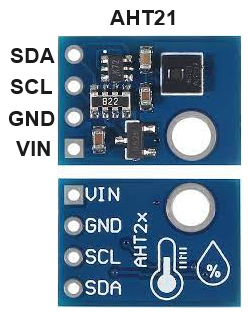 AHT21
SDA
SCL
GND
VIN
822
VIN
GND
SCL
SDA
AHT2x
%